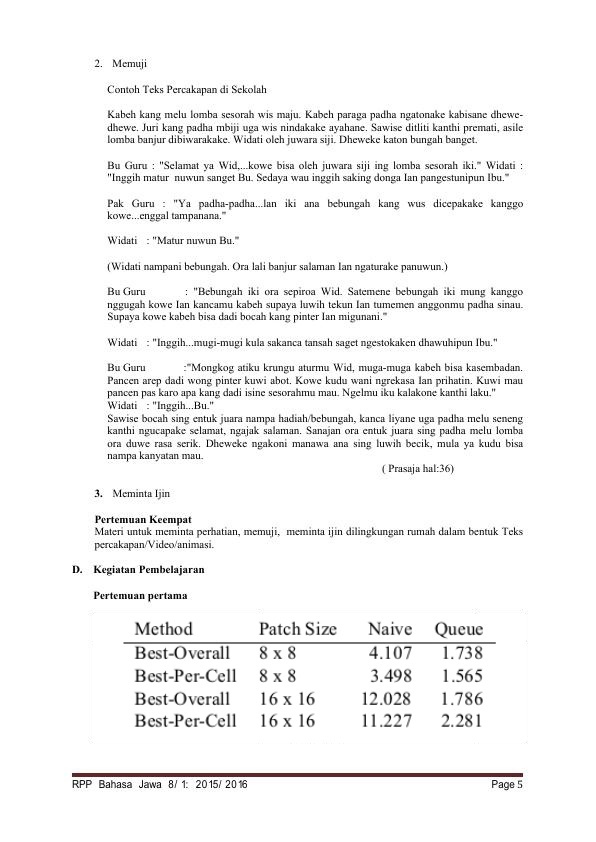 2. Memuji
Contoh Teks Percakapan di Sekolah
Kabeh kang melu lomba sesorah wis maju. Kabeh paraga padha ngatonake kabisane dhewe-
dhewe. Juri kang padha mbiji uga wis nindakake ayahane. Sawise ditliti kanthi premati, asile
lomba banjur dibiwarakake. Widati oleh juwara siji. Dheweke katon bungah banget.
Bu Guru : "Selamat ya Wid,...kowe bisa oleh juwara siji ing lomba sesorah iki." Widati :
"Inggih matur nuwun sanget Bu. Sedaya wau inggih saking donga Ian pangestunipun Ibu."
Pak Guru : "Ya padha-padha...lan iki ana bebungah kang wus dicepakake kanggo
kowe...enggal tampanana."
Widati : "Matur nuwun Bu."
(Widati nampani bebungah. Ora lali banjur salaman Ian ngaturake panuwun.)
Bu Guru : "Bebungah iki ora sepiroa Wid. Satemene bebungah iki mung kanggo
nggugah kowe Ian kancamu kabeh supaya luwih tekun Ian tumemen anggonmu padha sinau.
Supaya kowe kabeh bisa dadi bocah kang pinter Ian migunani."
Widati : "Inggih...mugi-mugi kula sakanca tansah saget ngestokaken dhawuhipun Ibu."
Bu Guru :"Mongkog atiku krungu aturmu Wid, muga-muga kabeh bisa kasembadan.
Pancen arep dadi wong pinter kuwi abot. Kowe kudu wani ngrekasa Ian prihatin. Kuwi mau
pancen pas karo apa kang dadi isine sesorahmu mau. Ngelmu iku kalakone kanthi laku."
Widati : "Inggih...Bu."
Sawise bocah sing entuk juara nampa hadiah/bebungah, kanca liyane uga padha melu seneng
kanthi ngucapake selamat, ngajak salaman. Sanajan ora entuk juara sing padha melu lomba
ora duwe rasa serik. Dheweke ngakoni manawa ana sing luwih becik, mula ya kudu bisa
nampa kanyatan mau.
( Prasaja hal:36)
3. Meminta Ijin
Pertemuan Keempat
Materi untuk meminta perhatian, memuji, meminta ijin dilingkungan rumah dalam bentuk Teks
percakapan/Video/animasi.
D. Kegiatan Pembelajaran
Pertemuan pertama
Method Patch Size Naive Queue
Best-Overall 8 x 8 4.107 1.738
Best-Per-Cell 8 x 8 3.498 1.565
Best-Overall 16 x 16 12.028 1.786
Best-Per-Cell 16 x 16 11.227 2.281
RPP Bahasa Jawa 8/ 1: 2015/ 2016 Page 5